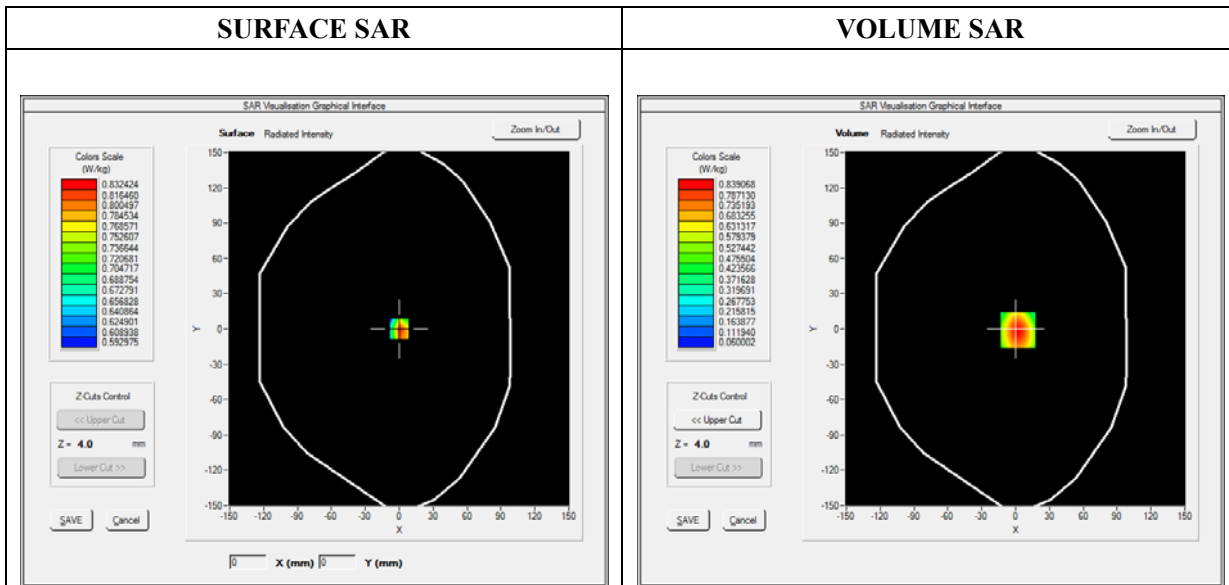 SURFACE SAR
VOLUME SAR
SAR Visualisation Graphical Interface
Surface Radiated Intensity
Zoom In/Out
Colors Scale
(W/kg)
0.832424
0.816460
0.800497
0.784534
0.768571
0.752607
0.736644
0.720681
0.704717
0.688754
0.672791
0.656828
0.640864
0.624901
0.608938
0.592975
Z-Cuts Control
<< Upper Cut
Z = 4.0 mm
Lower Cut >>
SAVE Cancel
150
120
90
60
30
0
-30
-60
-90
-120
-150
Y
-150 -120 -90 -60 -30 0 30 60 90 120 150
X
0 X (mm) 0 Y (mm)
SAR Visualisation Graphical Interface
Volume Radiated Intensity
Zoom In/Out
Colors Scale
(W/kg)
0.839068
0.787130
0.735193
0.683255
0.631317
0.579379
0.527442
0.475504
0.423566
0.371628
0.319691
0.267753
0.215815
0.163877
0.111940
0.060002
Z-Cuts Control
<< Upper Cut
Z = 4.0 mm
Lower Cut >>
SAVE Cancel
150
120
90
60
30
0
-30
-60
-90
-120
-150
Y
-150 -120 -90 -60 -30 0 30 60 90 120 150
X